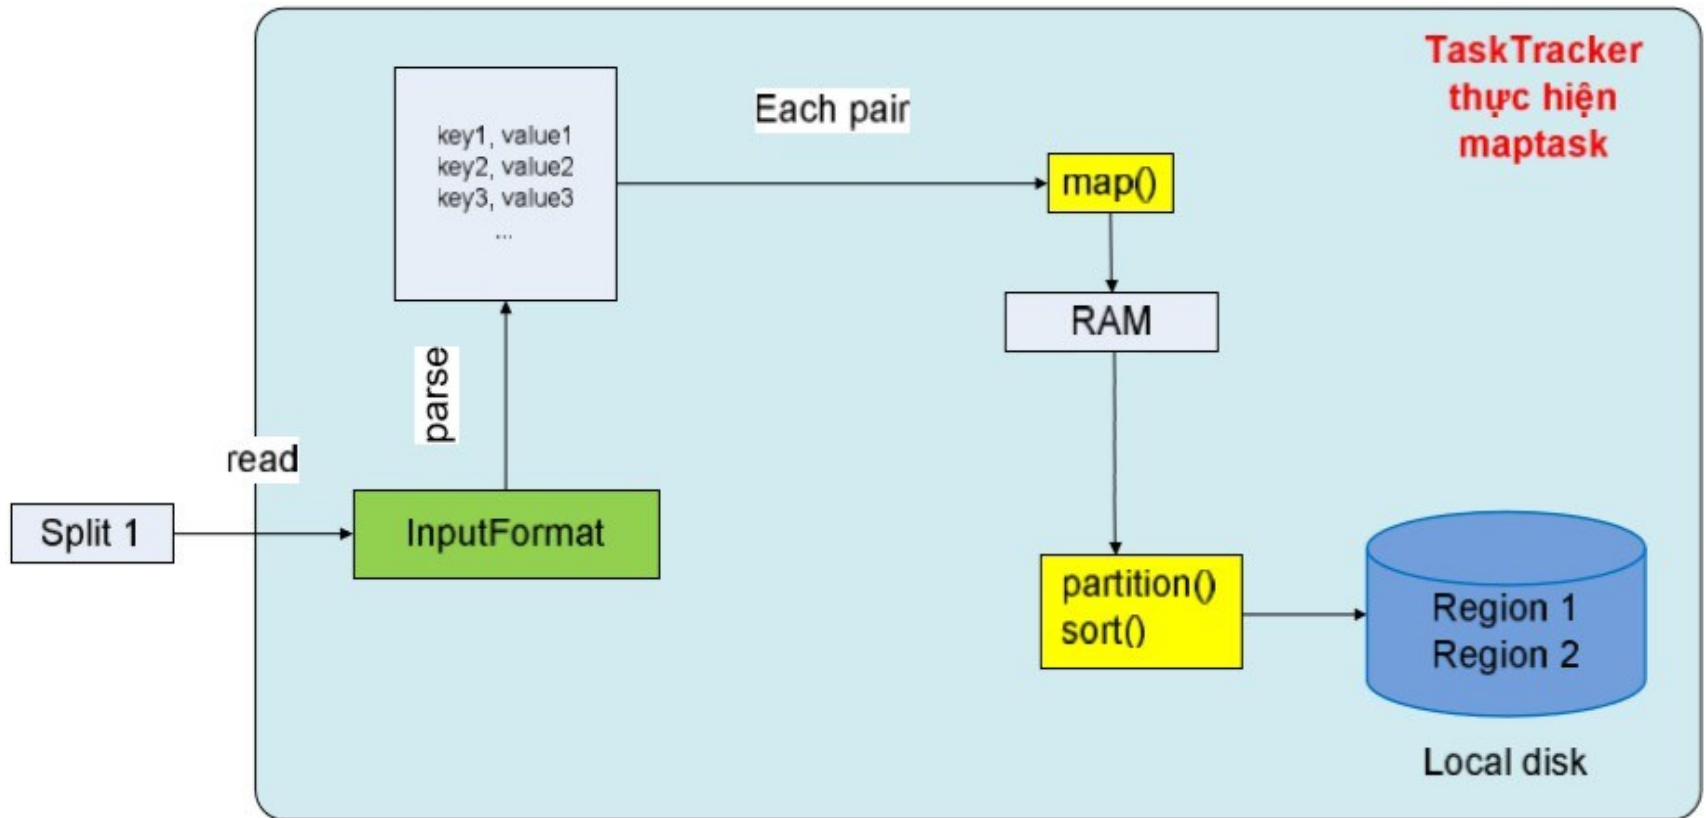 TaskTracker
thực hiện
maptask
key1, value1
key2, value2
key3, value3
...
Each pair
map()
RAM
parse
read
Split 1
InputFormat
partition()
sort()
Region 1
Region 2
Local disk